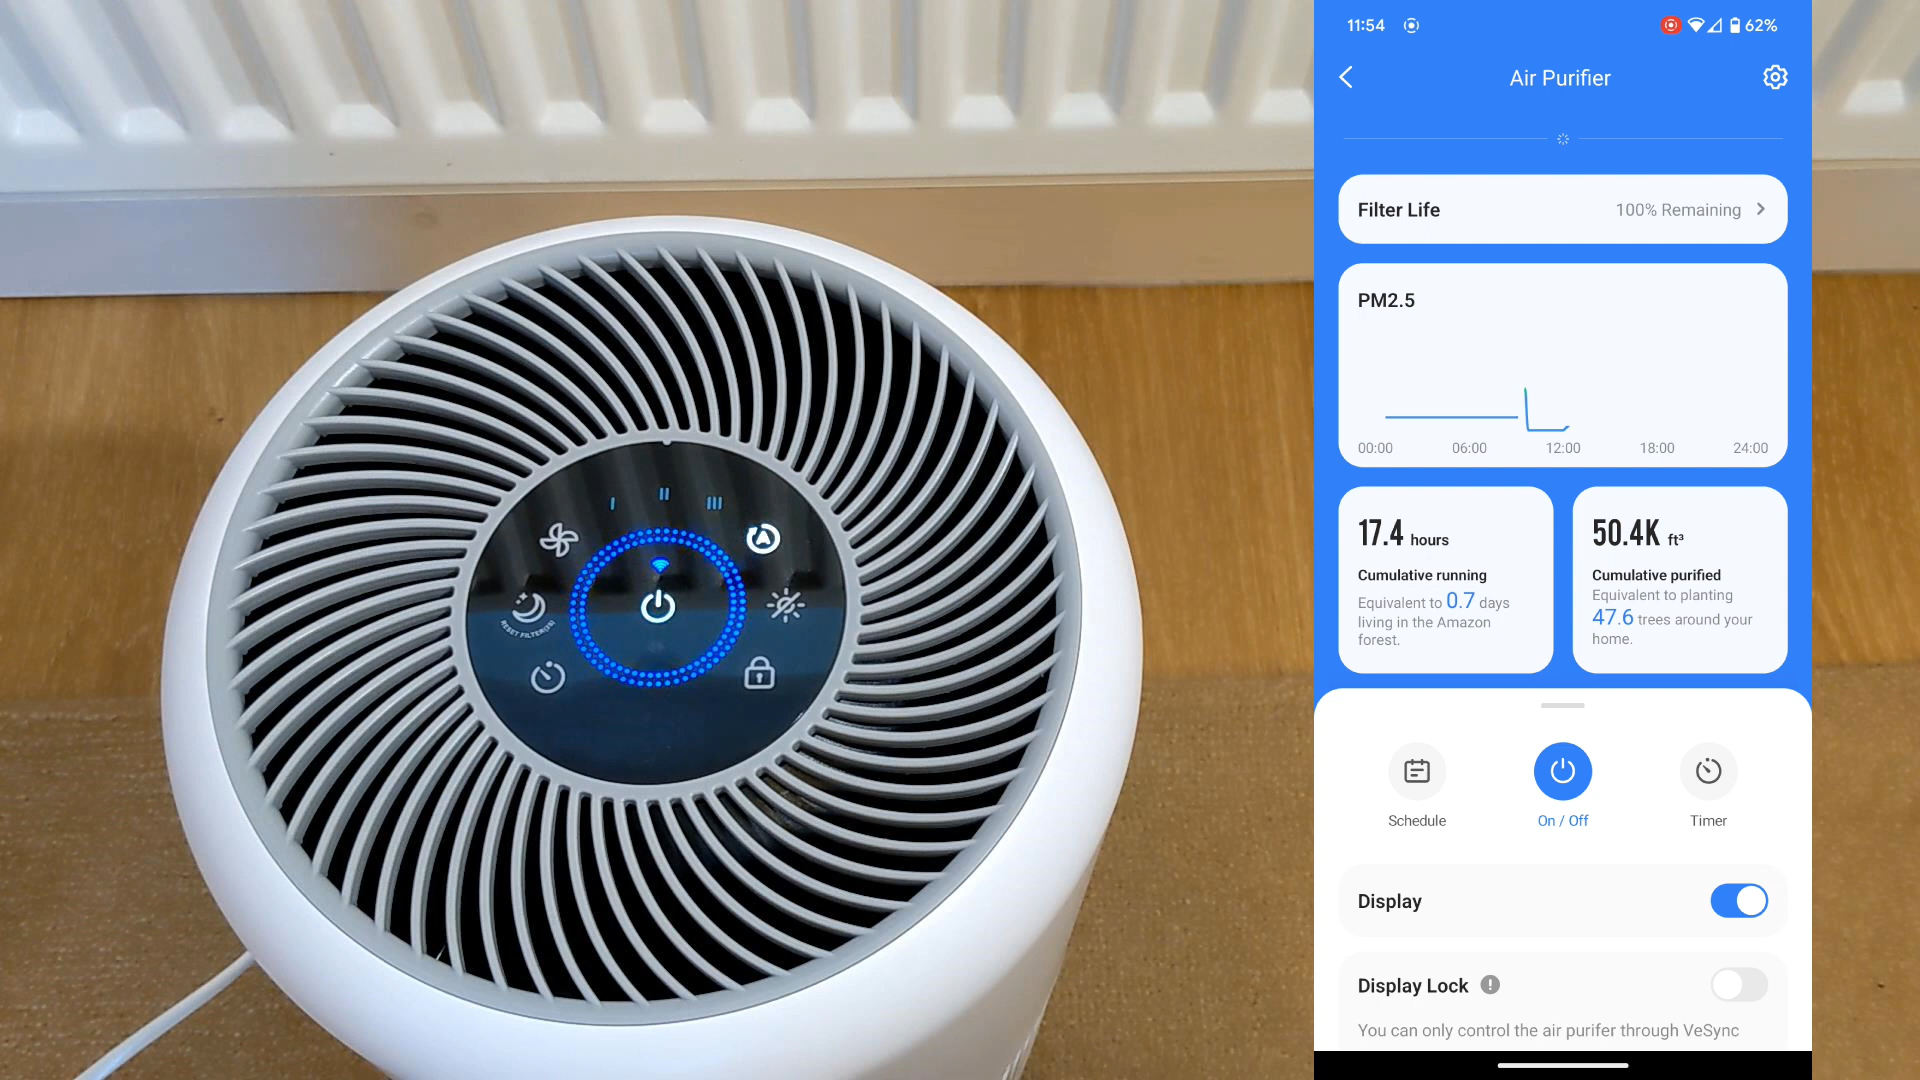 I
II
III
RESET FILTER(3S)
11:54
62%
Air Purifier
Filter Life
100% Remaining
PM2.5
00:00 06:00 12:00 18:00 24:00
17.4 hours
Cumulative running
Equivalent to 0.7 days
living in the Amazon
forest.
50.4K ft³
Cumulative purified
Equivalent to planting
47.6 trees around your
home.
Schedule
On / Off
Timer
Display
Display Lock
You can only control the air purifer through VeSync